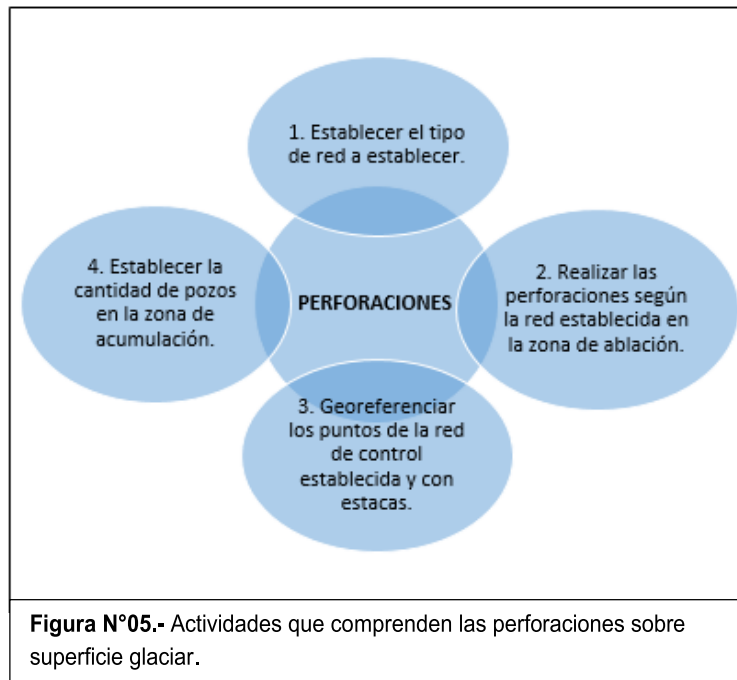 1. Establecer el tipo
de red a establecer.
4. Establecer la
cantidad de pozos
en la zona de
acumulación.
PERFORACIONES
2. Realizar las
perforaciones según
la red establecida en
la zona de ablación.
3. Georeferenciar
los puntos de la red
de control
establecida y con
estacas.
Figura N°05.- Actividades que comprenden las perforaciones sobre
superficie glaciar.